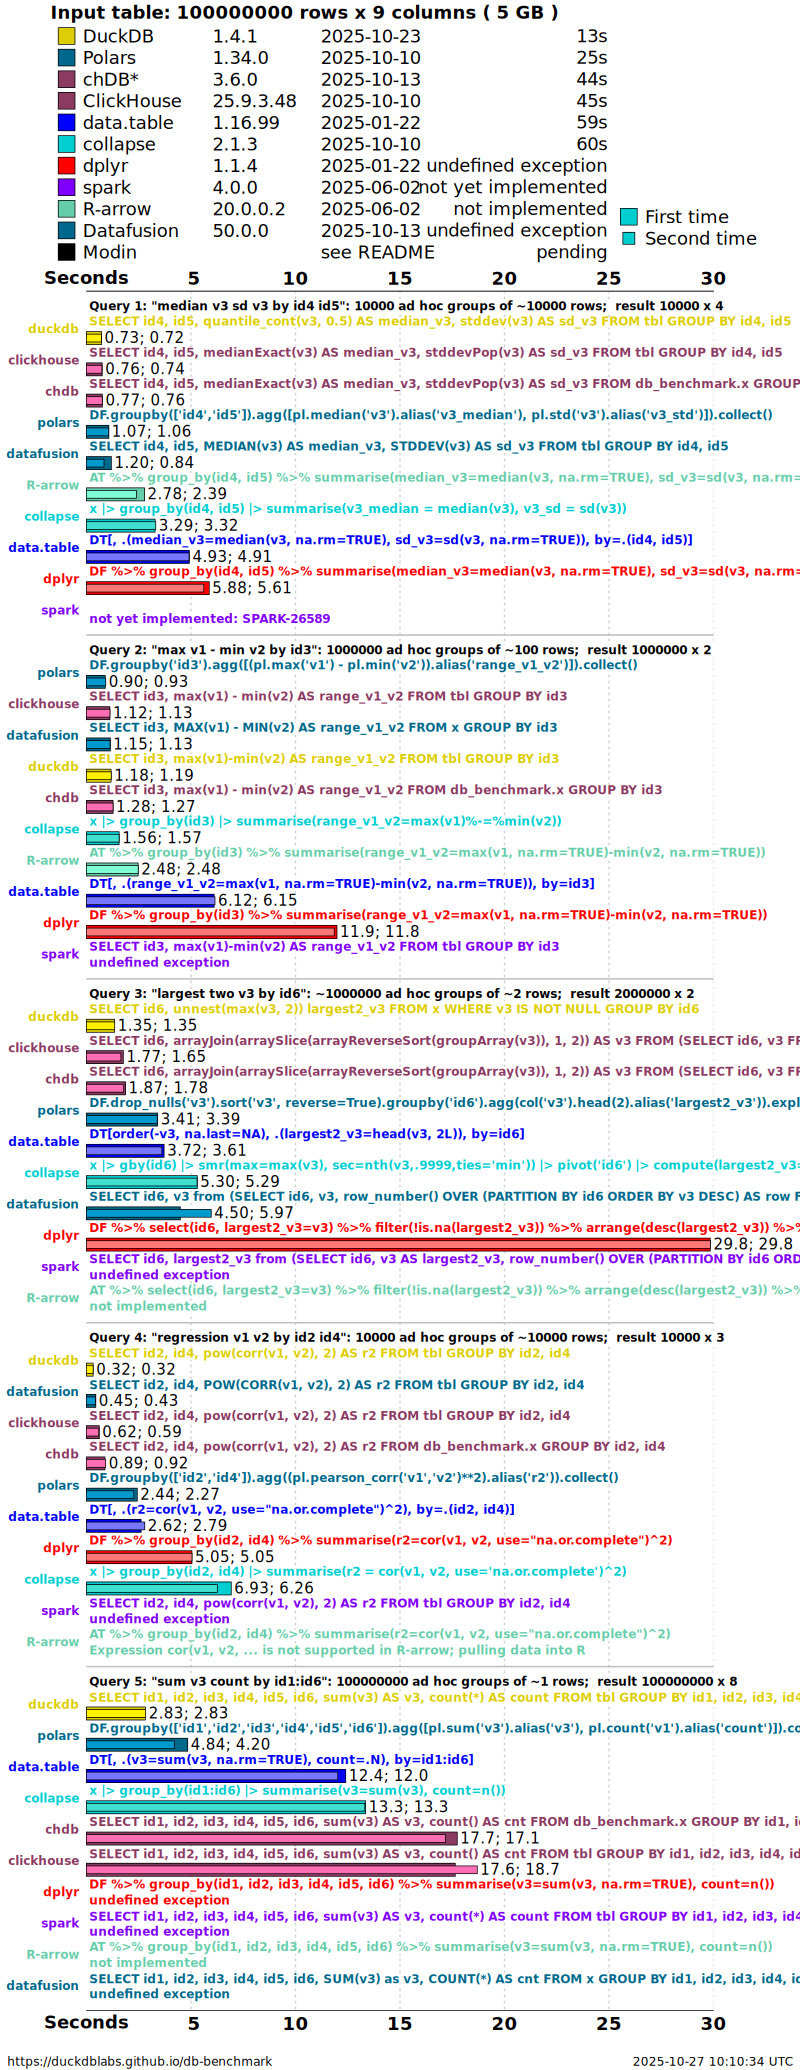 Input table: 100000000 rows x 9 columns ( 5 GB )
DuckDB 1.4.1 2025-10-23 13s
Polars 1.34.0 2025-10-10 25s
chDB* 3.6.0 2025-10-13 44s
ClickHouse 25.9.3.48 2025-10-10 45s
data.table 1.16.99 2025-01-22 59s
collapse 2.1.3 2025-10-10 60s
dplyr 1.1.4 2025-01-22 undefined exception
spark 4.0.0 2025-06-02 not yet implemented
R-arrow 20.0.0.2 2025-06-02 not implemented
First time
Datafusion 50.0.0 2025-10-13 undefined exception
Second time
Modin see README pending
Seconds 5 10 15 20 25 30
Query 1: "median v3 sd v3 by id4 id5": 10000 ad hoc groups of ~10000 rows; result 10000 x 4
duckdb SELECT id4, id5, quantile_cont(v3, 0.5) AS median_v3, stddev(v3) AS sd_v3 FROM tbl GROUP BY id4, id5
0.73; 0.72
clickhouse SELECT id4, id5, medianExact(v3) AS median_v3, stddevPop(v3) AS sd_v3 FROM tbl GROUP BY id4, id5
0.76; 0.74
chdb SELECT id4, id5, medianExact(v3) AS median_v3, stddevPop(v3) AS sd_v3 FROM db_benchmark.x GROUP
0.77; 0.76
polars DF.groupby(['id4','id5']).agg([pl.median('v3').alias('v3_median'), pl.std('v3').alias('v3_std')]).collect()
1.07; 1.06
datafusion SELECT id4, id5, MEDIAN(v3) AS median_v3, STDDEV(v3) AS sd_v3 FROM tbl GROUP BY id4, id5
1.20; 0.84
R-arrow AT %>% group_by(id4, id5) %>% summarise(median_v3=median(v3, na.rm=TRUE), sd_v3=sd(v3, na.rm=
2.78; 2.39
collapse x |> group_by(id4, id5) |> summarise(v3_median = median(v3), v3_sd = sd(v3))
3.29; 3.32
data.table DT[, .(median_v3=median(v3, na.rm=TRUE), sd_v3=sd(v3, na.rm=TRUE)), by=.(id4, id5)]
4.93; 4.91
dplyr DF %>% group_by(id4, id5) %>% summarise(median_v3=median(v3, na.rm=TRUE), sd_v3=sd(v3, na.rm=
5.88; 5.61
spark
not yet implemented: SPARK-26589
Query 2: "max v1 - min v2 by id3": 1000000 ad hoc groups of ~100 rows; result 1000000 x 2
polars DF.groupby('id3').agg([(pl.max('v1') - pl.min('v2')).alias('range_v1_v2')]).collect()
0.90; 0.93
clickhouse SELECT id3, max(v1) - min(v2) AS range_v1_v2 FROM tbl GROUP BY id3
1.12; 1.13
datafusion SELECT id3, MAX(v1) - MIN(v2) AS range_v1_v2 FROM x GROUP BY id3
1.15; 1.13
duckdb SELECT id3, max(v1)-min(v2) AS range_v1_v2 FROM tbl GROUP BY id3
1.18; 1.19
chdb SELECT id3, max(v1) - min(v2) AS range_v1_v2 FROM db_benchmark.x GROUP BY id3
1.28; 1.27
collapse x |> group_by(id3) |> summarise(range_v1_v2=max(v1)%-=%min(v2))
1.56; 1.57
R-arrow AT %>% group_by(id3) %>% summarise(range_v1_v2=max(v1, na.rm=TRUE)-min(v2, na.rm=TRUE))
2.48; 2.48
data.table DT[, .(range_v1_v2=max(v1, na.rm=TRUE)-min(v2, na.rm=TRUE)), by=id3]
6.12; 6.15
dplyr DF %>% group_by(id3) %>% summarise(range_v1_v2=max(v1, na.rm=TRUE)-min(v2, na.rm=TRUE))
11.9; 11.8
spark SELECT id3, max(v1)-min(v2) AS range_v1_v2 FROM tbl GROUP BY id3
undefined exception
Query 3: "largest two v3 by id6": ~1000000 ad hoc groups of ~2 rows; result 2000000 x 2
duckdb SELECT id6, unnest(max(v3, 2)) largest2_v3 FROM x WHERE v3 IS NOT NULL GROUP BY id6
1.35; 1.35
clickhouse SELECT id6, arrayJoin(arraySlice(arrayReverseSort(groupArray(v3)), 1, 2)) AS v3 FROM (SELECT id6, v3 FR
1.77; 1.65
chdb SELECT id6, arrayJoin(arraySlice(arrayReverseSort(groupArray(v3)), 1, 2)) AS v3 FROM (SELECT id6, v3 FR
1.87; 1.78
polars DF.drop_nulls('v3').sort('v3', reverse=True).groupby('id6').agg(col('v3').head(2).alias('largest2_v3')).expl
3.41; 3.39
data.table DT[order(-v3, na.last=NA), .(largest2_v3=head(v3, 2L)), by=id6]
3.72; 3.61
collapse x |> gby(id6) |> smr(max=max(v3), sec=nth(v3,.9999,ties='min')) |> pivot('id6') |> compute(largest2_v3=
5.30; 5.29
datafusion SELECT id6, v3 from (SELECT id6, v3, row_number() OVER (PARTITION BY id6 ORDER BY v3 DESC) AS row F
4.50; 5.97
dplyr DF %>% select(id6, largest2_v3=v3) %>% filter(!is.na(largest2_v3)) %>% arrange(desc(largest2_v3)) %>%
29.8; 29.8
spark SELECT id6, largest2_v3 from (SELECT id6, v3 AS largest2_v3, row_number() OVER (PARTITION BY id6 ORD
undefined exception
R-arrow AT %>% select(id6, largest2_v3=v3) %>% filter(!is.na(largest2_v3)) %>% arrange(desc(largest2_v3)) %>%
not implemented
Query 4: "regression v1 v2 by id2 id4": 10000 ad hoc groups of ~10000 rows; result 10000 x 3
duckdb SELECT id2, id4, pow(corr(v1, v2), 2) AS r2 FROM tbl GROUP BY id2, id4
0.32; 0.32
datafusion SELECT id2, id4, POW(CORR(v1, v2), 2) AS r2 FROM tbl GROUP BY id2, id4
0.45; 0.43
clickhouse SELECT id2, id4, pow(corr(v1, v2), 2) AS r2 FROM tbl GROUP BY id2, id4
0.62; 0.59
chdb SELECT id2, id4, pow(corr(v1, v2), 2) AS r2 FROM db_benchmark.x GROUP BY id2, id4
0.89; 0.92
polars DF.groupby(['id2','id4']).agg((pl.pearson_corr('v1','v2')**2).alias('r2')).collect()
2.44; 2.27
data.table DT[, .(r2=cor(v1, v2, use="na.or.complete")^2), by=.(id2, id4)]
2.62; 2.79
dplyr DF %>% group_by(id2, id4) %>% summarise(r2=cor(v1, v2, use="na.or.complete")^2)
5.05; 5.05
collapse x |> group_by(id2, id4) |> summarise(r2 = cor(v1, v2, use='na.or.complete')^2)
6.93; 6.26
spark SELECT id2, id4, pow(corr(v1, v2), 2) AS r2 FROM tbl GROUP BY id2, id4
undefined exception
R-arrow AT %>% group_by(id2, id4) %>% summarise(r2=cor(v1, v2, use="na.or.complete")^2)
Expression cor(v1, v2, ... is not supported in R-arrow; pulling data into R
Query 5: "sum v3 count by id1:id6": 100000000 ad hoc groups of ~1 rows; result 100000000 x 8
duckdb SELECT id1, id2, id3, id4, id5, id6, sum(v3) AS v3, count(*) AS count FROM tbl GROUP BY id1, id2, id3, id4
2.83; 2.83
polars DF.groupby(['id1','id2','id3','id4','id5','id6']).agg([pl.sum('v3').alias('v3'), pl.count('v1').alias('count')]).co
4.84; 4.20
data.table DT[, .(v3=sum(v3, na.rm=TRUE), count=.N), by=id1:id6]
12.4; 12.0
collapse x |> group_by(id1:id6) |> summarise(v3=sum(v3), count=n())
13.3; 13.3
chdb SELECT id1, id2, id3, id4, id5, id6, sum(v3) AS v3, count() AS cnt FROM db_benchmark.x GROUP BY id1, i
17.7; 17.1
clickhouse SELECT id1, id2, id3, id4, id5, id6, sum(v3) AS v3, count() AS cnt FROM tbl GROUP BY id1, id2, id3, id4, id
17.6; 18.7
dplyr DF %>% group_by(id1, id2, id3, id4, id5, id6) %>% summarise(v3=sum(v3, na.rm=TRUE), count=n())
undefined exception
spark SELECT id1, id2, id3, id4, id5, id6, sum(v3) AS v3, count(*) AS count FROM tbl GROUP BY id1, id2, id3, id4
undefined exception
R-arrow AT %>% group_by(id1, id2, id3, id4, id5, id6) %>% summarise(v3=sum(v3, na.rm=TRUE), count=n())
not implemented
datafusion SELECT id1, id2, id3, id4, id5, id6, SUM(v3) as v3, COUNT(*) AS cnt FROM x GROUP BY id1, id2, id3, id4, id
undefined exception
Seconds 5 10 15 20 25 30
https://duckdblabs.github.io/db-benchmark 2025-10-27 10:10:34 UTC